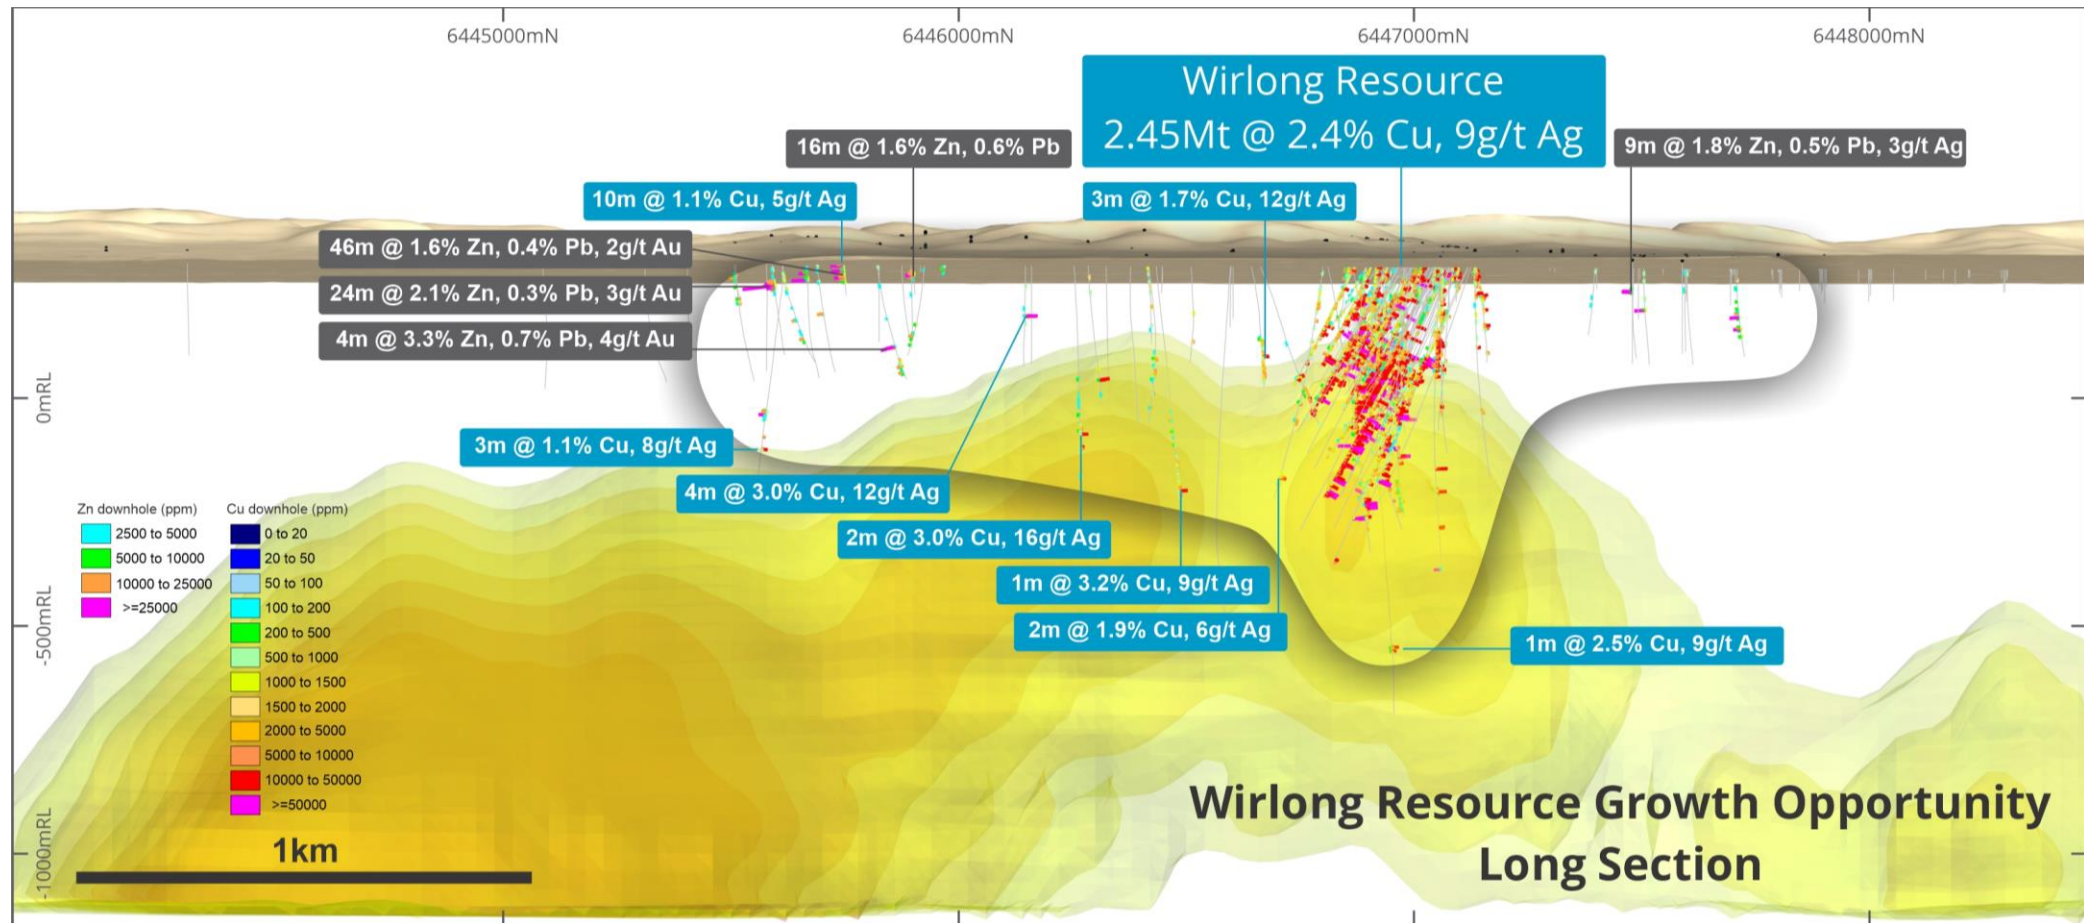 6445000mN
6446000mN
6447000mN
6448000mN
Wirlong Resource
2.45Mt @ 2.4% Cu, 9g/t Ag
16m @ 1.6% Zn, 0.6% Pb
9m @ 1.8% Zn, 0.5% Pb, 3g/t Ag
10m @ 1.1% Cu, 5g/t Ag
3m @ 1.7% Cu, 12g/t Ag
46m @ 1.6% Zn, 0.4% Pb, 2g/t Au
24m @ 2.1% Zn, 0.3% Pb, 3g/t Au
4m @ 3.3% Zn, 0.7% Pb, 4g/t Au
0mRL
3m @ 1.1% Cu, 8g/t Ag
4m @ 3.0% Cu, 12g/t Ag
2m @ 3.0% Cu, 16g/t Ag
1m @ 3.2% Cu, 9g/t Ag
2m @ 1.9% Cu, 6g/t Ag
1m @ 2.5% Cu, 9g/t Ag
-500mRL
Zn downhole (ppm)
2500 to 5000
5000 to 10000
10000 to 25000
>=25000
Cu downhole (ppm)
0 to 20
20 to 50
50 to 100
100 to 200
200 to 500
500 to 1000
1000 to 1500
1500 to 2000
2000 to 5000
5000 to 10000
10000 to 50000
>=50000
-1000mRL
1km
Wirlong Resource Growth Opportunity
Long Section